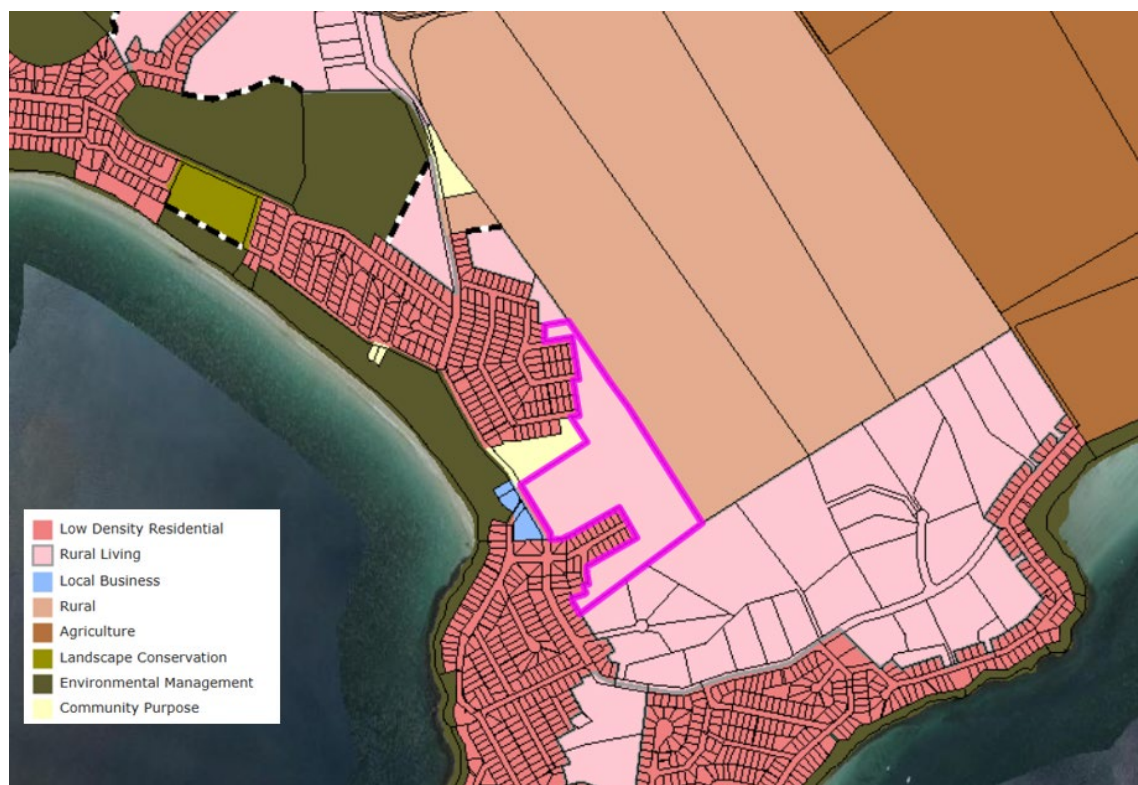 Low Density Residential
Rural Living
Local Business
Rural
Agriculture
Landscape Conservation
Environmental Management
Community Purpose